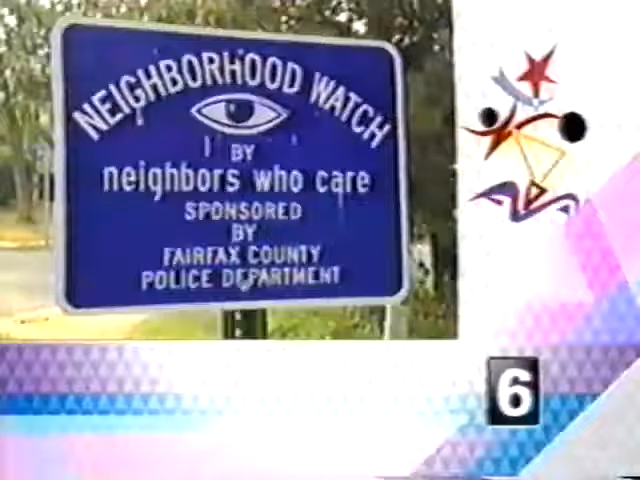 NEIGHBORHOOD WATCH
BY
neighbors who care
SPONSORED
BY
FAIRFAX COUNTY
POLICE DEPARTMENT
6